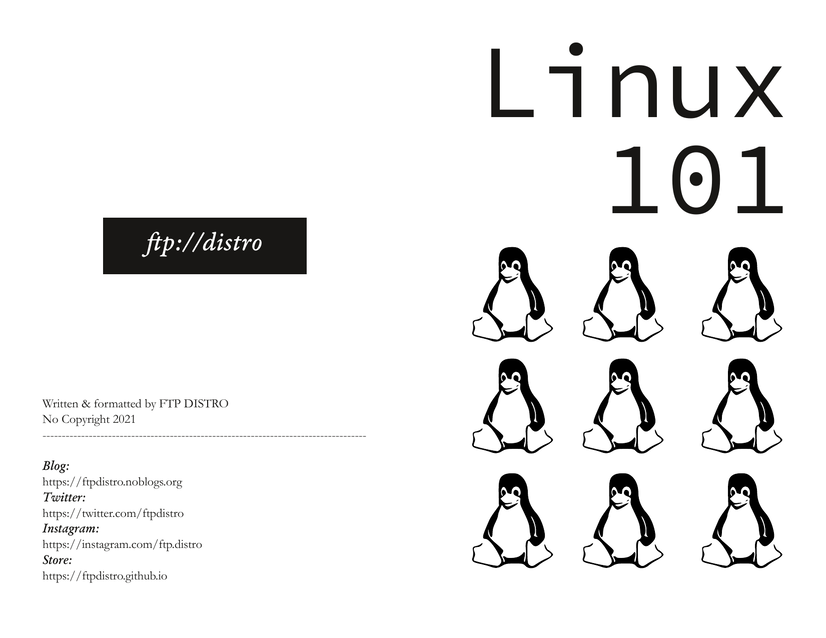 Linux
101
ftp://distro
Written & formatted by FTP DISTRO
No Copyright 2021
--------------------------------------------------------------------------------------
Blog:
https://ftpdistro.noblogs.org
Twitter:
https://twitter.com/ftpdistro
Instagram:
https://instagram.com/ftp.distro
Store:
https://ftpdistro.github.io